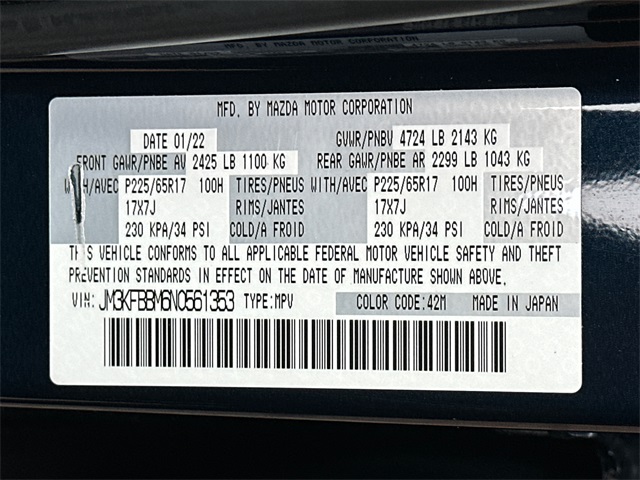 MFD. BY MAZDA MOTOR CORPORATION
DATE 01/22 GVWR/PNBV 4724 LB 2143 KG
FRONT GAWR/PNBE AV 2425 LB 1100 KG REAR GAWR/PNBE AR 2299 LB 1043 KG
WITH/AVEC P225/65R17 100H TIRES/PNEUS WITH/AVEC P225/65R17 100H TIRES/PNEUS
17X7J RIMS/JANTES 17X7J RIMS/JANTES
230 KPA/34 PSI COLD/A FROID 230 KPA/34 PSI COLD/A FROID
THIS VEHICLE CONFORMS TO ALL APPLICABLE FEDERAL MOTOR VEHICLE SAFETY AND THEFT
PREVENTION STANDARDS IN EFFECT ON THE DATE OF MANUFACTURE SHOWN ABOVE.
VIN: JM3KFBBM6N0561353 TYPE:MPV COLOR CODE:42M MADE IN JAPAN